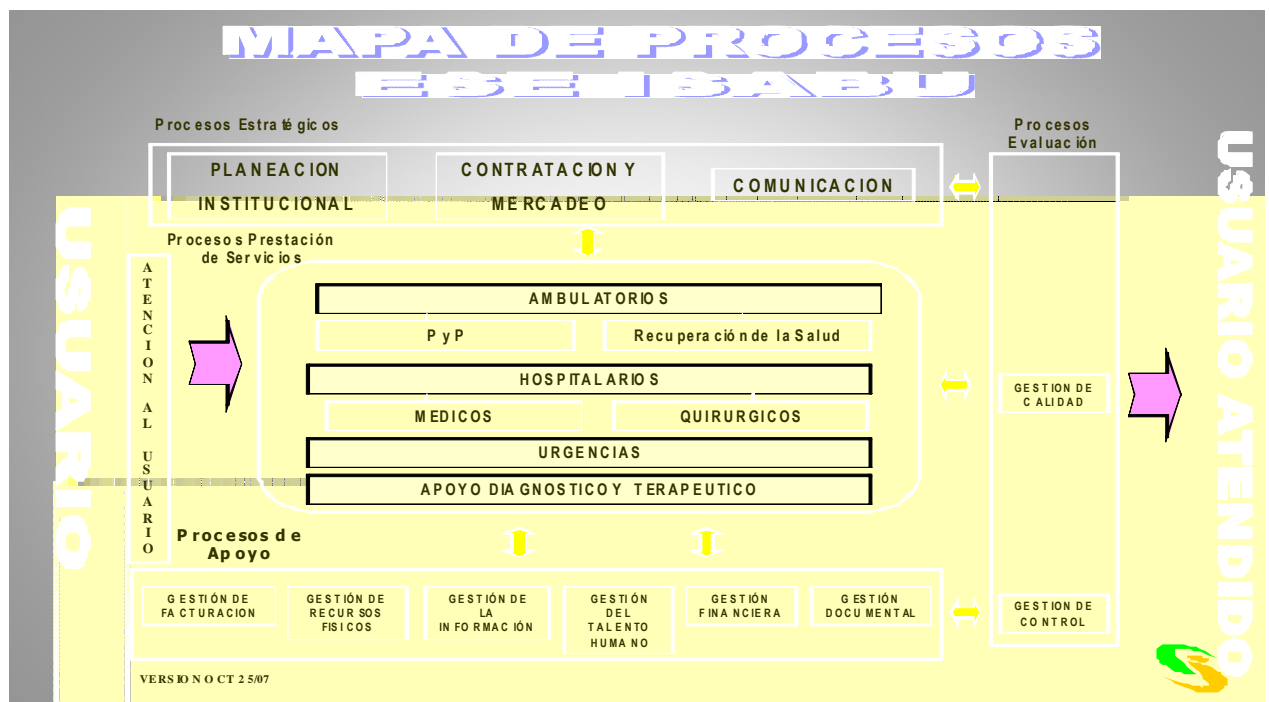 MAPA DE PROCESOS
ESE ISABU
Procesos Estratégicos
Procesos
Evaluación
PLANEACION
INSTITUCIONAL
CONTRATACION Y
MERCADEO
COMUNICACION
USUARIO
Procesos Prestación
de Servicios
ATENCION AL USUARIO
AMBULATORIOS
P y P
Recuperación de la Salud
HOSPITALARIOS
MEDICOS
QUIRURGICOS
URGENCIAS
APOYO DIAGNOSTICO Y TERAPEUTICO
GESTION DE
CALIDAD
USUARIO ATENDIDO
Procesos de
Apoyo
GESTIÓN DE
FACTURACION
GESTIÓN DE
RECURSOS
FISICOS
GESTIÓN DE
LA
INFORMACIÓN
GESTIÓN
DEL
TALENTO
HUMANO
GESTIÓN
FINANCIERA
GESTIÓN
DOCUMENTAL
GESTION DE
CONTROL
VERSION OCT 25/07